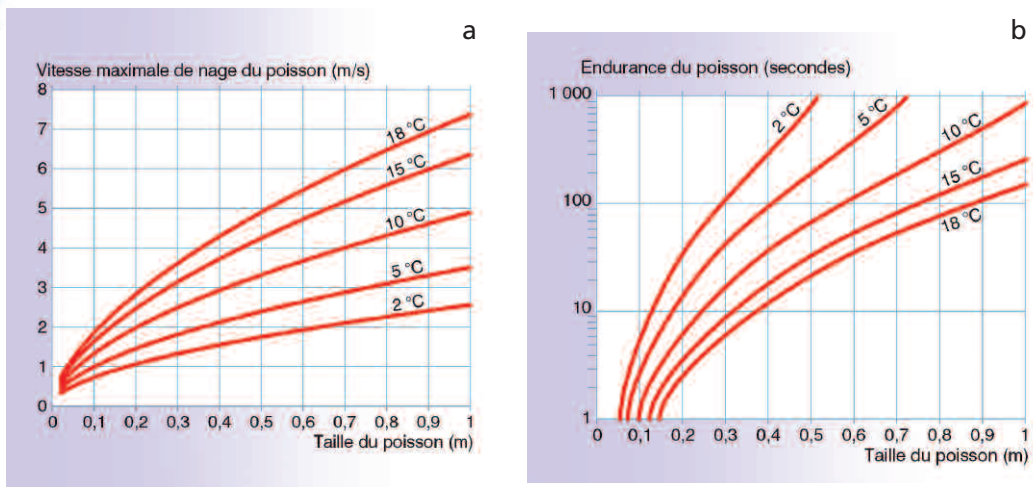 a
Vitesse maximale de nage du poisson (m/s)
8
7
6
5
4
3
2
1
0
18 °C
15 °C
10 °C
5 °C
2 °C
0 0,1 0,2 0,3 0,4 0,5 0,6 0,7 0,8 0,9 1
Taille du poisson (m)
b
Endurance du poisson (secondes)
1 000
100
10
1
2 °C
5 °C
10 °C
15 °C
18 °C
0 0,1 0,2 0,3 0,4 0,5 0,6 0,7 0,8 0,9 1
Taille du poisson (m)